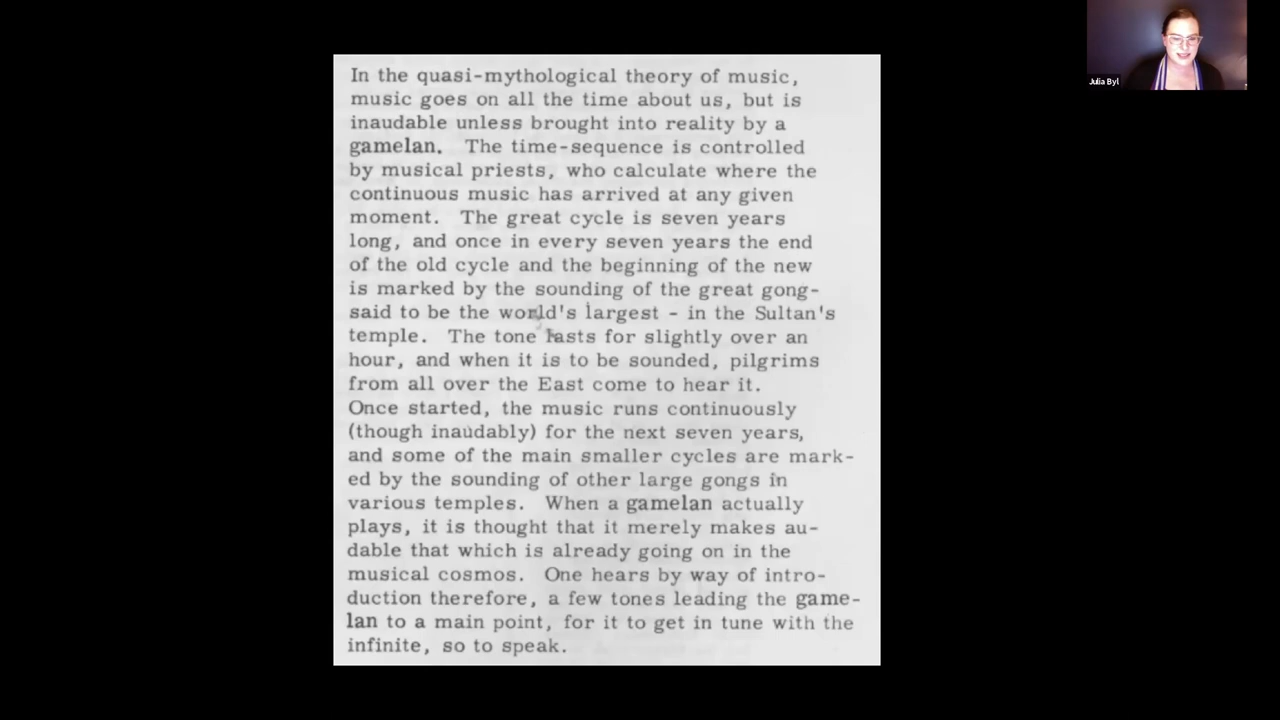 In the quasi-mythological theory of music,
music goes on all the time about us, but is
inaudable unless brought into reality by a
gamelan. The time-sequence is controlled
by musical priests, who calculate where the
continuous music has arrived at any given
moment. The great cycle is seven years
long, and once in every seven years the end
of the old cycle and the beginning of the new
is marked by the sounding of the great gong-
said to be the world's largest - in the Sultan's
temple. The tone lasts for slightly over an
hour, and when it is to be sounded, pilgrims
from all over the East come to hear it.
Once started, the music runs continuously
(though inaudably) for the next seven years,
and some of the main smaller cycles are mark-
ed by the sounding of other large gongs in
various temples. When a gamelan actually
plays, it is thought that it merely makes au-
dable that which is already going on in the
musical cosmos. One hears by way of intro-
duction therefore, a few tones leading the game-
lan to a main point, for it to get in tune with the
infinite, so to speak.
Julia Byl